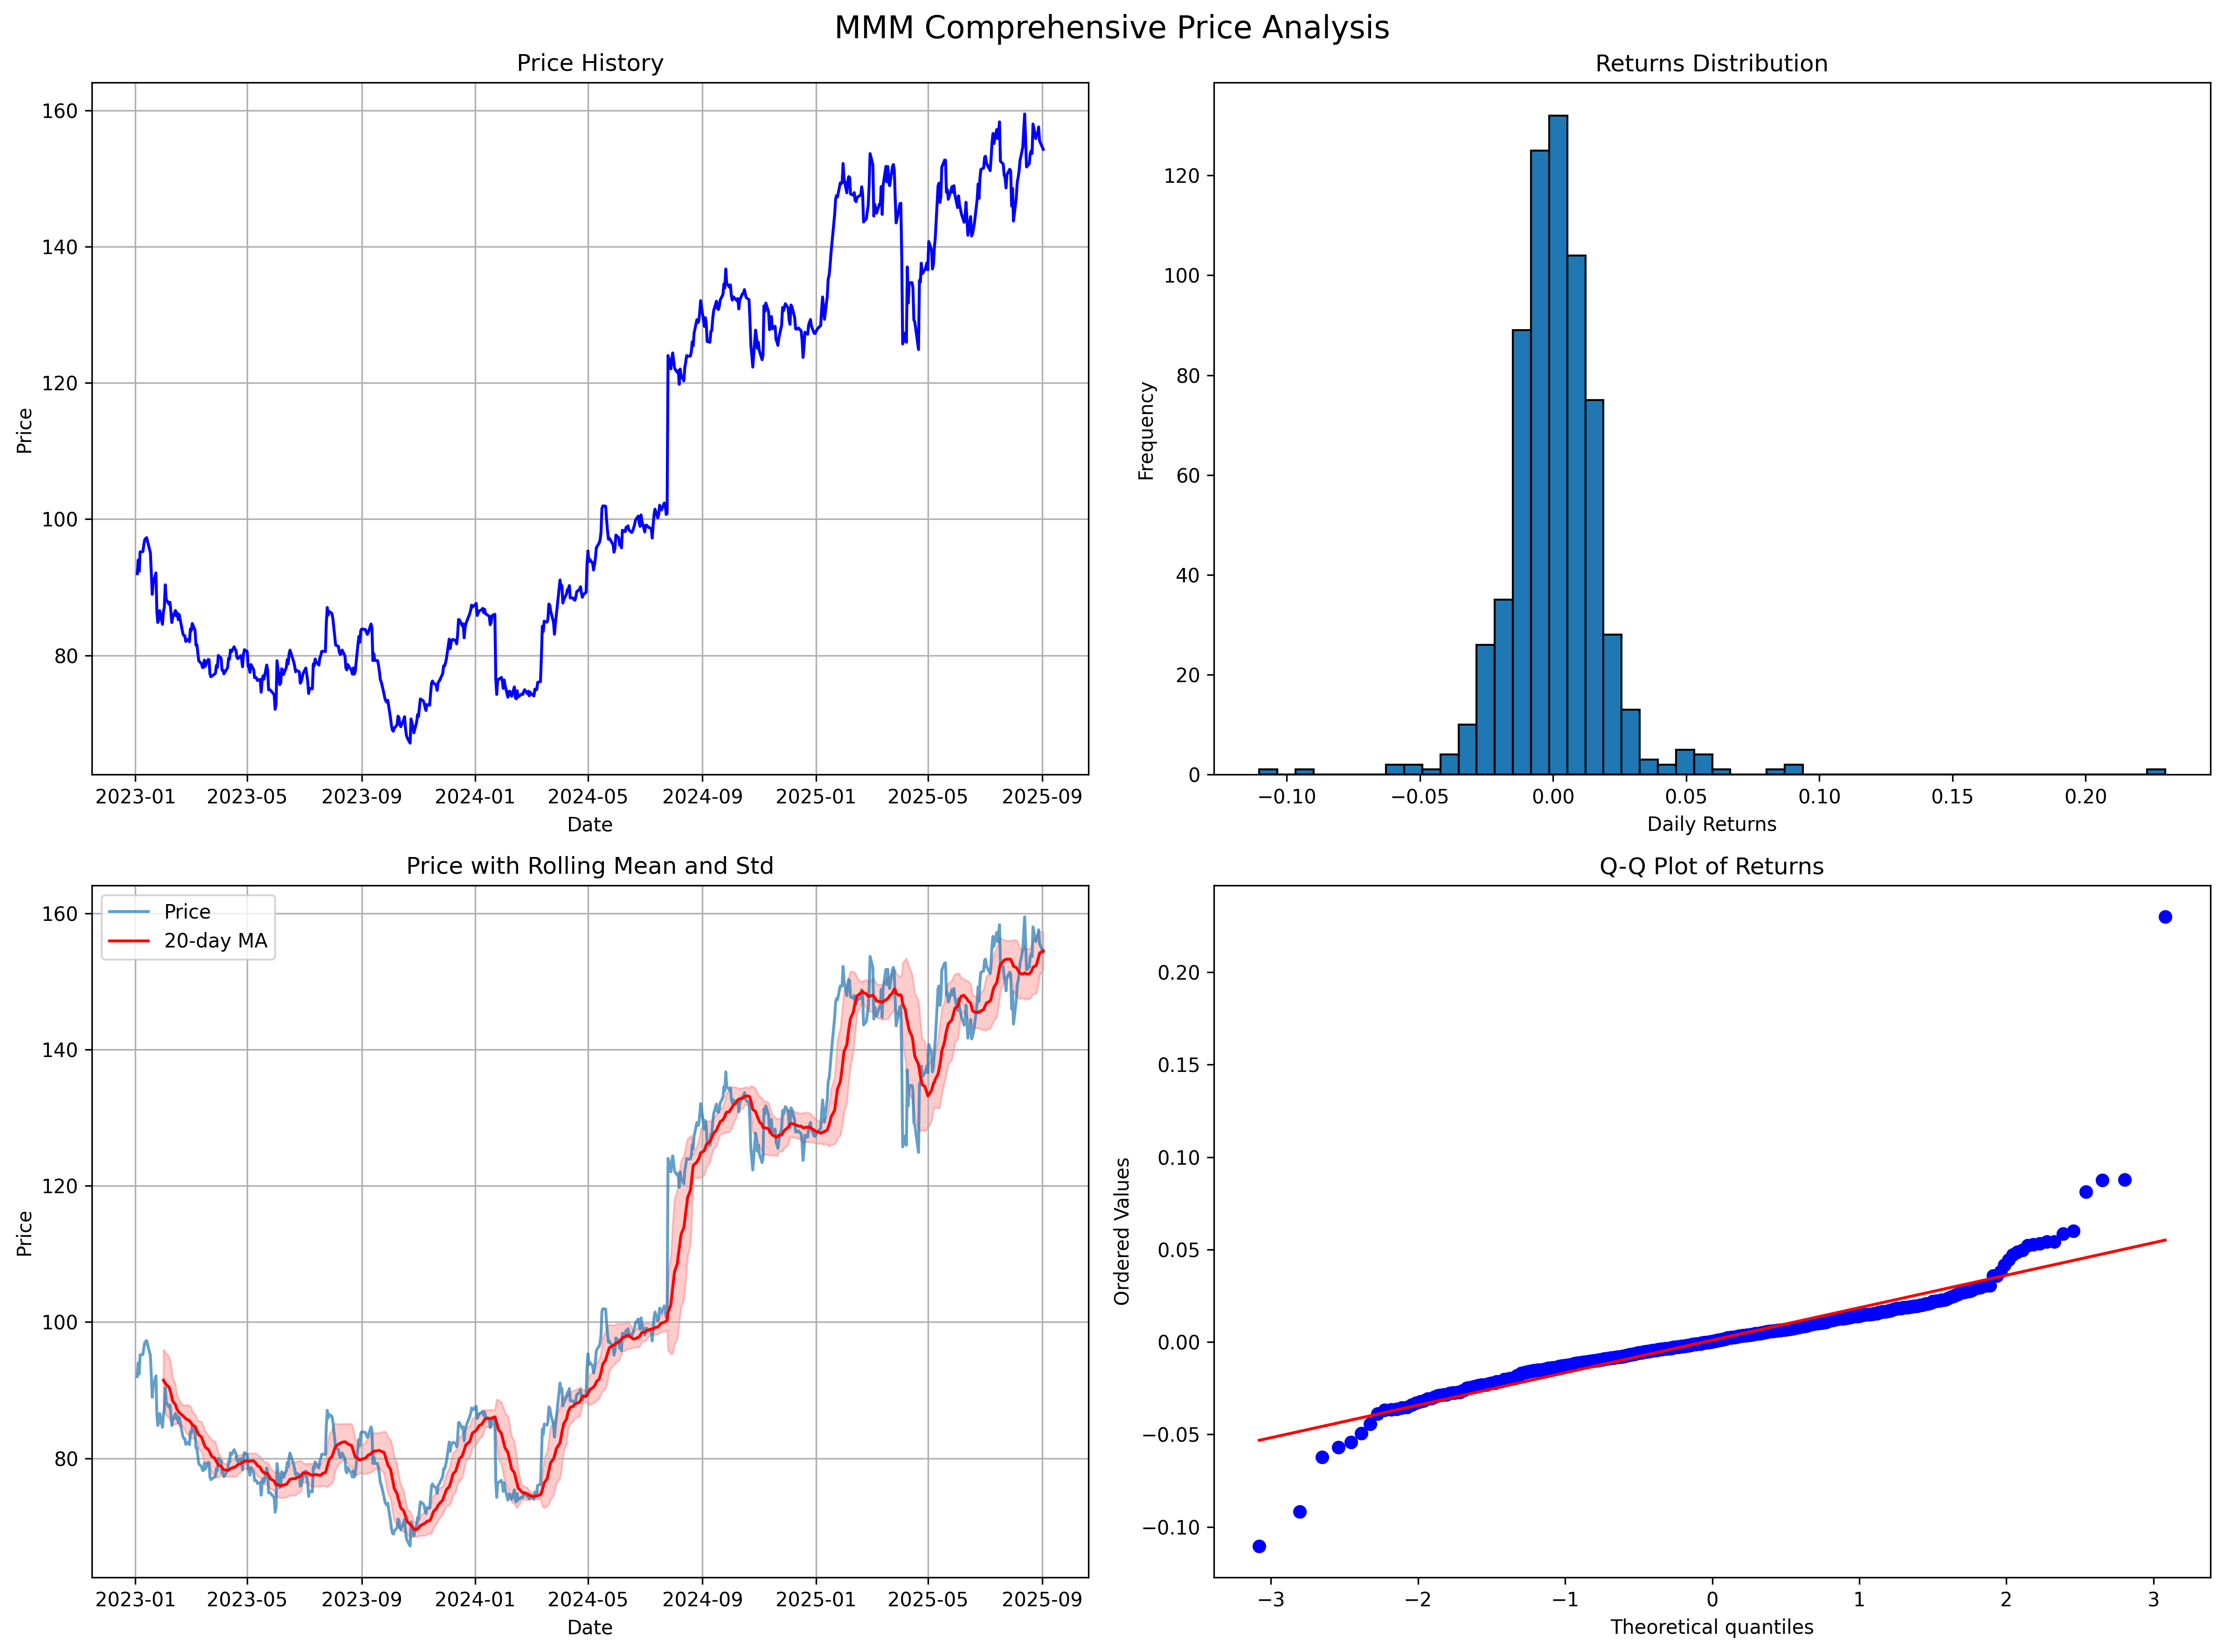 MMM Comprehensive Price Analysis
Price History
160
140
120
100
80
Price
2023-01 2023-05 2023-09 2024-01 2024-05 2024-09 2025-01 2025-05 2025-09
Date
Returns Distribution
120
100
80
60
40
20
0
Frequency
−0.10 −0.05 0.00 0.05 0.10 0.15 0.20
Daily Returns
Price with Rolling Mean and Std
Price
20-day MA
160
140
120
100
80
Price
2023-01 2023-05 2023-09 2024-01 2024-05 2024-09 2025-01 2025-05 2025-09
Date
Q-Q Plot of Returns
0.20
0.15
0.10
0.05
0.00
−0.05
−0.10
Ordered Values
−3 −2 −1 0 1 2 3
Theoretical quantiles